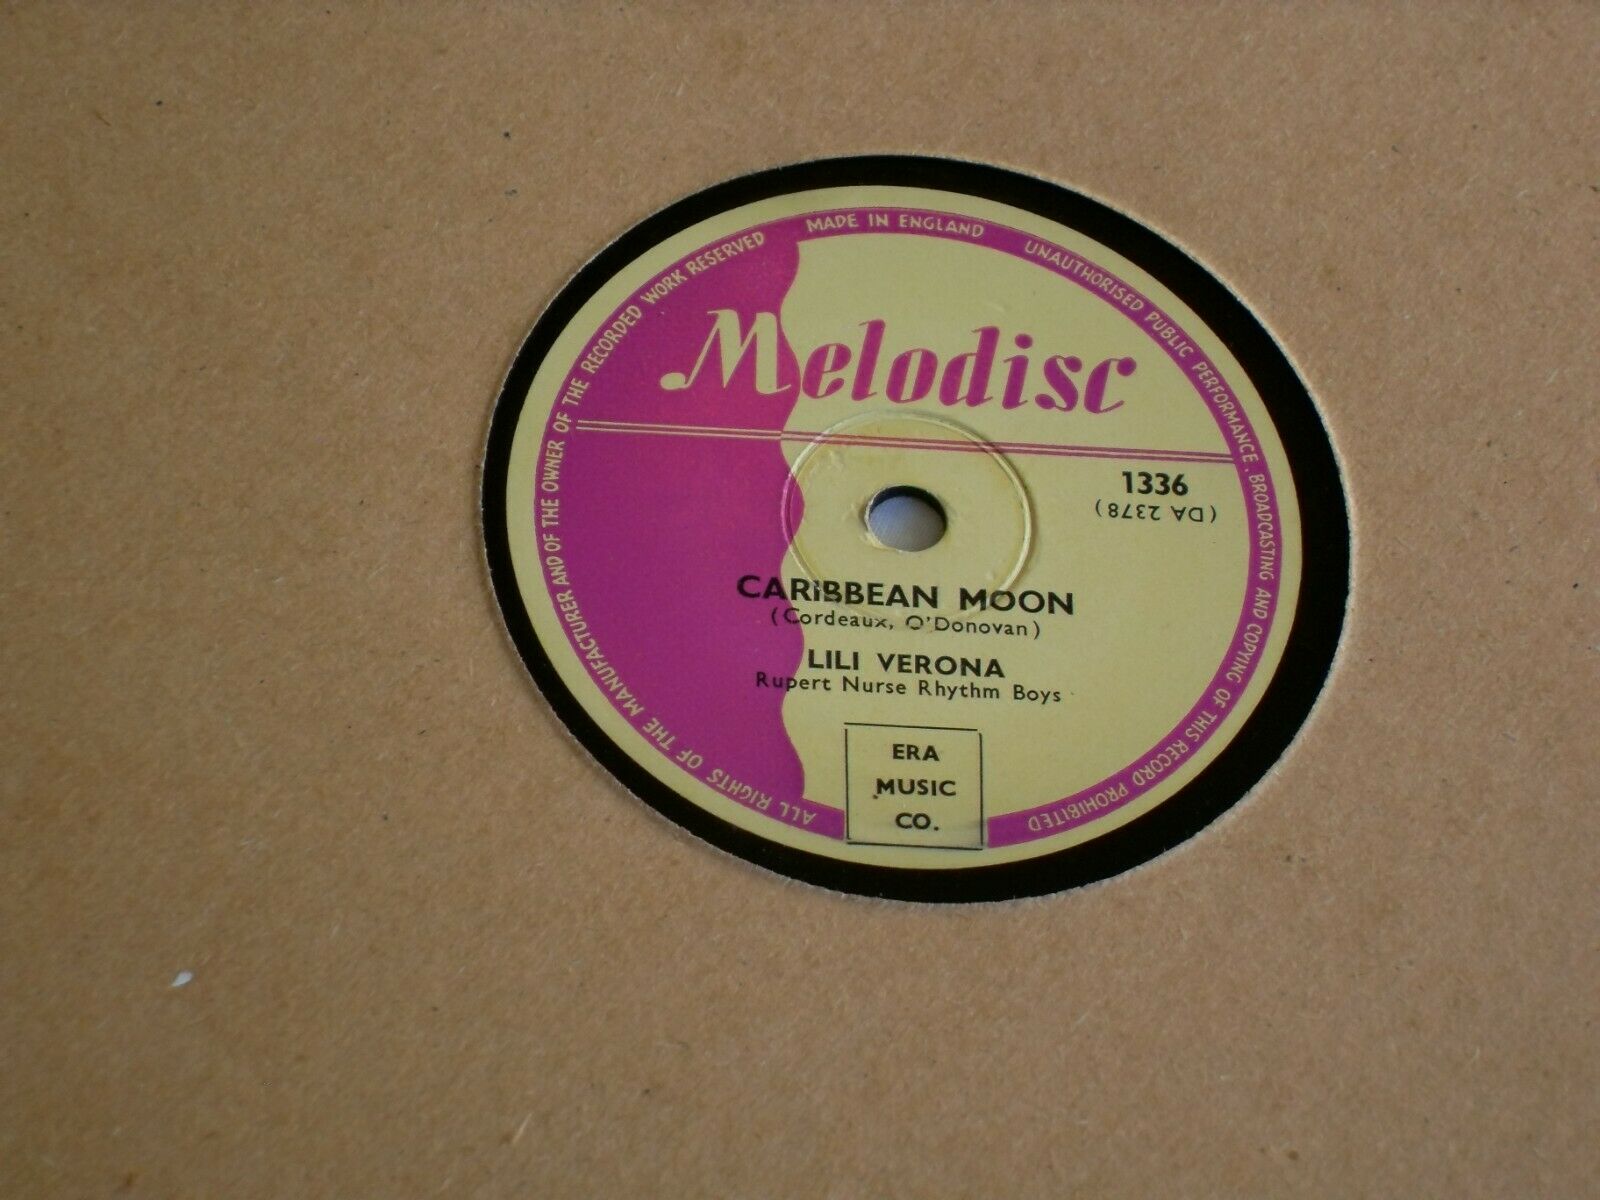 ALL RIGHTS OF THE MANUFACTURER AND OF THE OWNER OF THE RECORDED WORK RESERVED
MADE IN ENGLAND
UNAUTHORISED PUBLIC PERFORMANCE. BROADCASTING AND COPYING OF THIS RECORD PROHIBITED
Melodisc
1336
(DA 2378)
CARIBBEAN MOON
(Cordeaux, O'Donovan)
LILI VERONA
Rupert Nurse Rhythm Boys
ERA
MUSIC
CO.